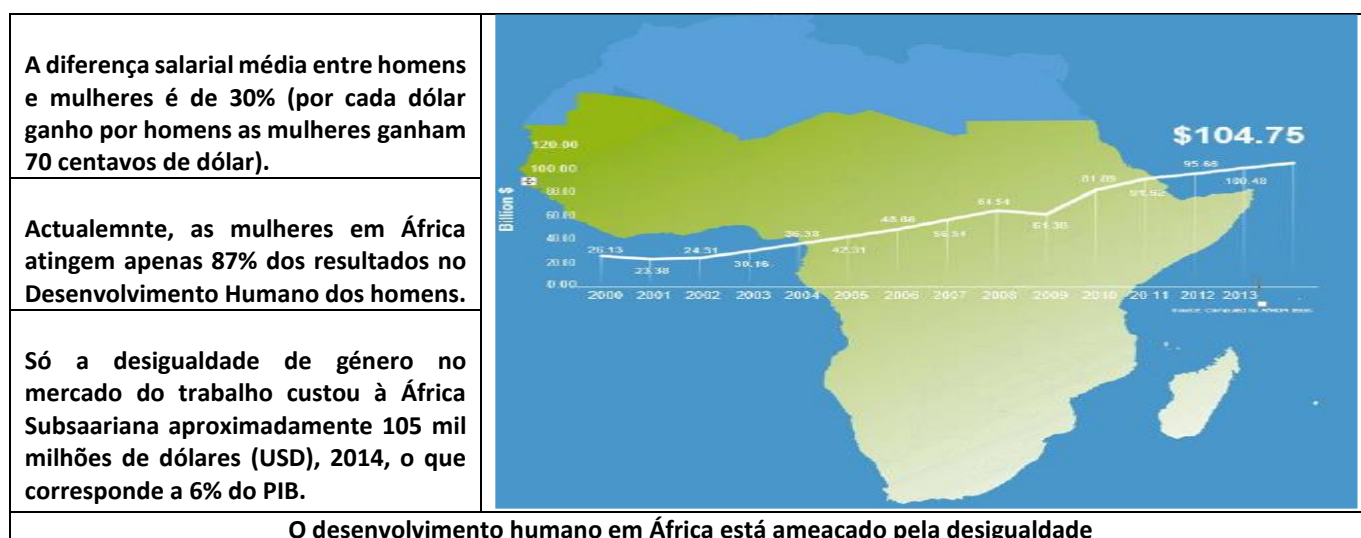 A diferença salarial média entre homens
e mulheres é de 30% (por cada dólar
ganho por homens as mulheres ganham
70 centavos de dólar).
Actualemnte, as mulheres em África
atingem apenas 87% dos resultados no
Desenvolvimento Humano dos homens.
Só a desigualdade de género no
mercado do trabalho custou à África
Subsaariana aproximadamente 105 mil
milhões de dólares (USD), 2014, o que
corresponde a 6% do PIB.
$104.75
Billion $
120.00
100.00
80.00
60.00
40.00
20.00
0.00
26.13
23.38
24.31
30.16
36.38
42.31
48.86
56.54
64.54
61.36
81.89
91.52
95.66
100.48
2000 2001 2002 2003 2004 2005 2006 2007 2008 2009 2010 20 11 2012 2013
O desenvolvimento humano em África está ameaçado pela desigualdade